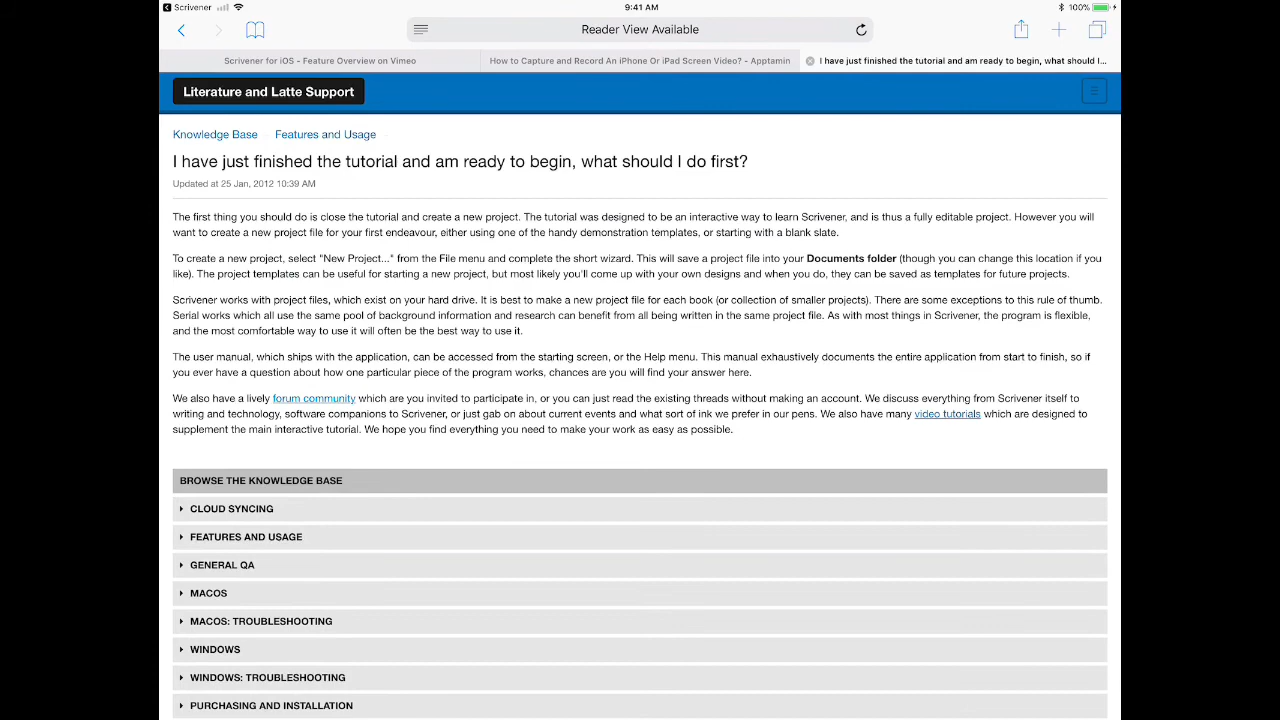 Scrivener
9:41 AM
100%
Reader View Available
Scrivener for iOS - Feature Overview on Vimeo
How to Capture and Record An iPhone Or iPad Screen Video? - Apptamin
I have just finished the tutorial and am ready to begin, what should I...
Literature and Latte Support
Knowledge Base
Features and Usage
I have just finished the tutorial and am ready to begin, what should I do first?
Updated at 25 Jan, 2012 10:39 AM
The first thing you should do is close the tutorial and create a new project. The tutorial was designed to be an interactive way to learn Scrivener, and is thus a fully editable project. However you will
want to create a new project file for your first endeavour, either using one of the handy demonstration templates, or starting with a blank slate.
To create a new project, select "New Project..." from the File menu and complete the short wizard. This will save a project file into your Documents folder (though you can change this location if you
like). The project templates can be useful for starting a new project, but most likely you'll come up with your own designs and when you do, they can be saved as templates for future projects.
Scrivener works with project files, which exist on your hard drive. It is best to make a new project file for each book (or collection of smaller projects). There are some exceptions to this rule of thumb.
Serial works which all use the same pool of background information and research can benefit from all being written in the same project file. As with most things in Scrivener, the program is flexible,
and the most comfortable way to use it will often be the best way to use it.
The user manual, which ships with the application, can be accessed from the starting screen, or the Help menu. This manual exhaustively documents the entire application from start to finish, so if
you ever have a question about how one particular piece of the program works, chances are you will find your answer here.
We also have a lively forum community which are you invited to participate in, or you can just read the existing threads without making an account. We discuss everything from Scrivener itself to
writing and technology, software companions to Scrivener, or just gab on about current events and what sort of ink we prefer in our pens. We also have many video tutorials which are designed to
supplement the main interactive tutorial. We hope you find everything you need to make your work as easy as possible.
BROWSE THE KNOWLEDGE BASE
CLOUD SYNCING
FEATURES AND USAGE
GENERAL QA
MACOS
MACOS: TROUBLESHOOTING
WINDOWS
WINDOWS: TROUBLESHOOTING
PURCHASING AND INSTALLATION